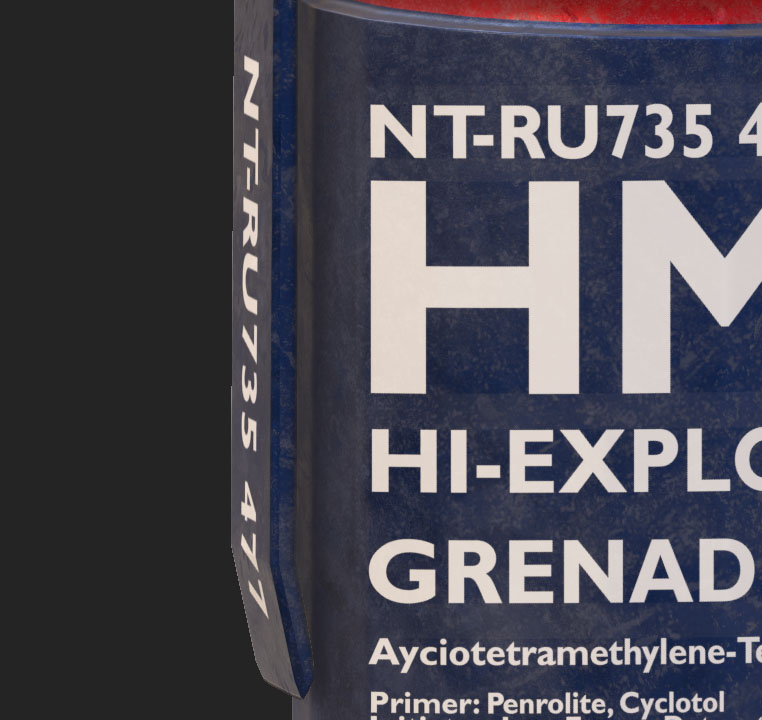 NT-RU735 477
NT-RU735 4
HM
HI-EXPLO
GRENAD
Ayciotetramethylene-Te
Primer: Penrolite, Cyclotol